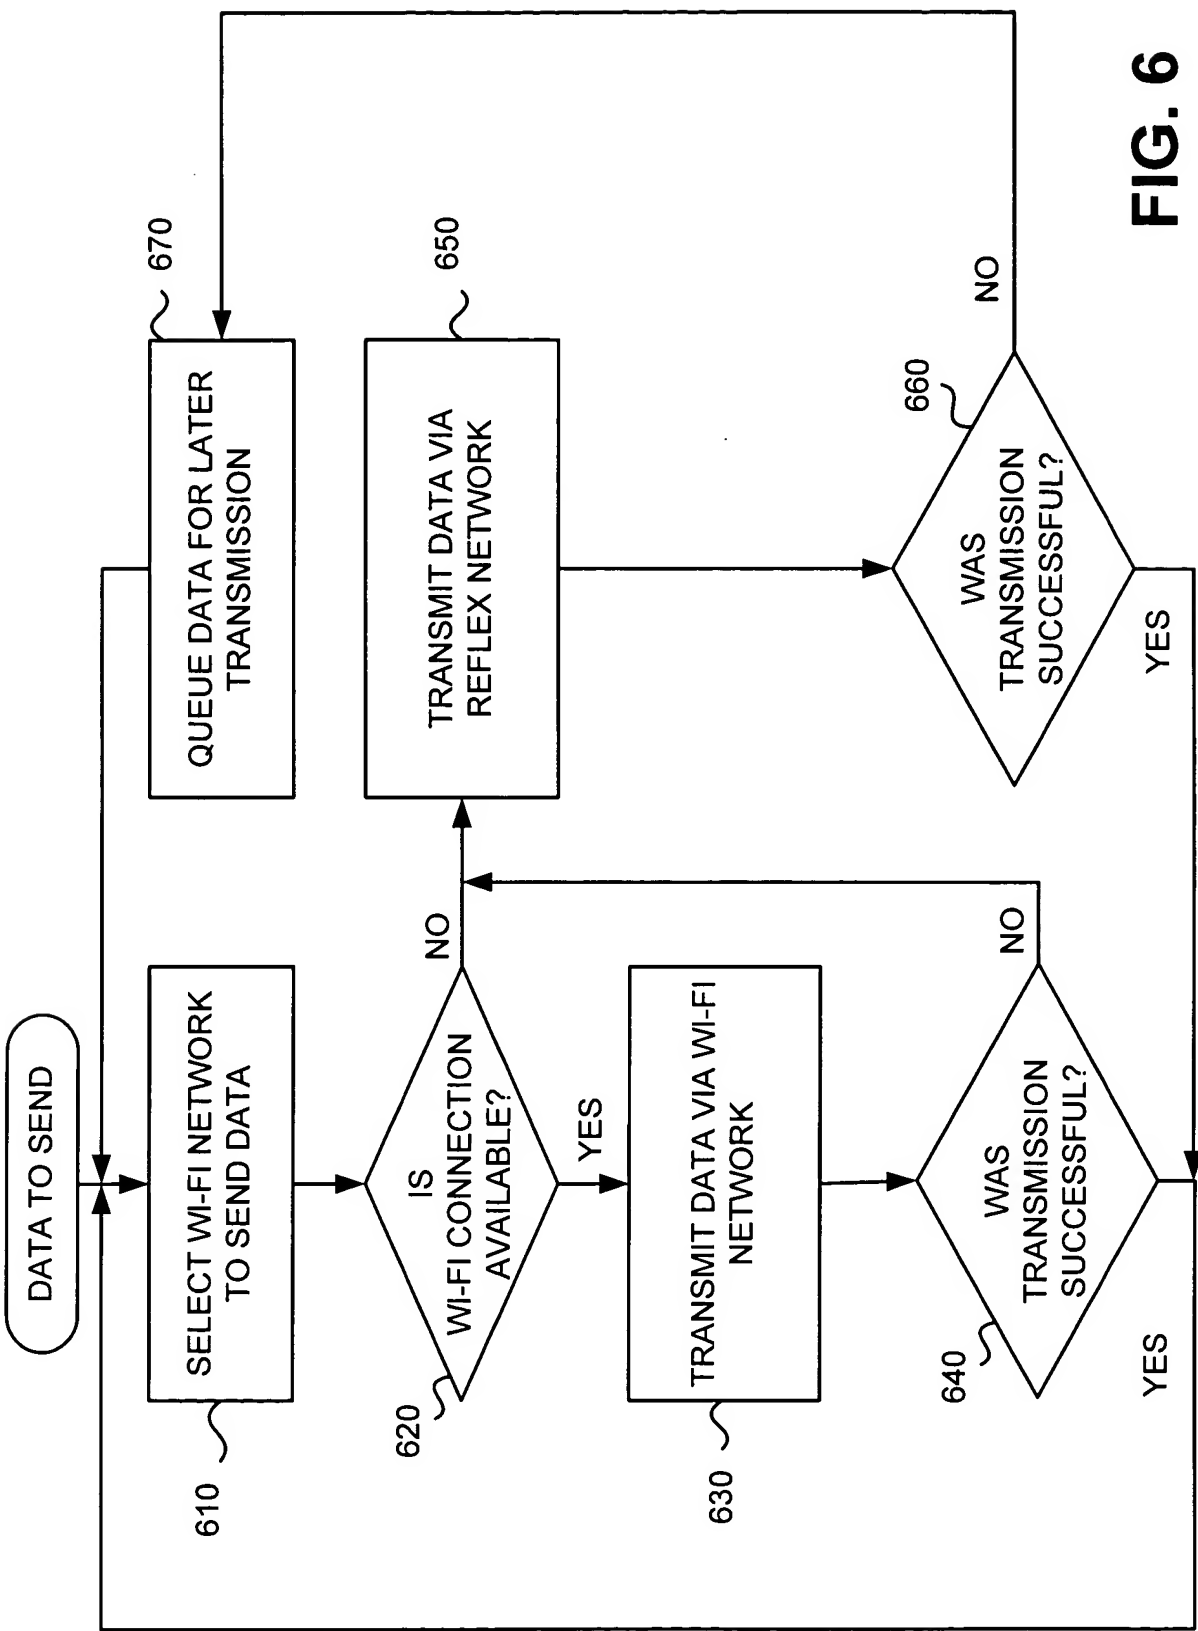 DATA TO SEND
610
SELECT WI-FI NETWORK
TO SEND DATA
620
IS
WI-FI CONNECTION
AVAILABLE?
NO
YES
630
TRANSMIT DATA VIA WI-FI
NETWORK
640
WAS
TRANSMISSION
SUCCESSFUL?
NO
YES
670
QUEUE DATA FOR LATER
TRANSMISSION
650
TRANSMIT DATA VIA
REFLEX NETWORK
660
WAS
TRANSMISSION
SUCCESSFUL?
NO
YES
FIG. 6